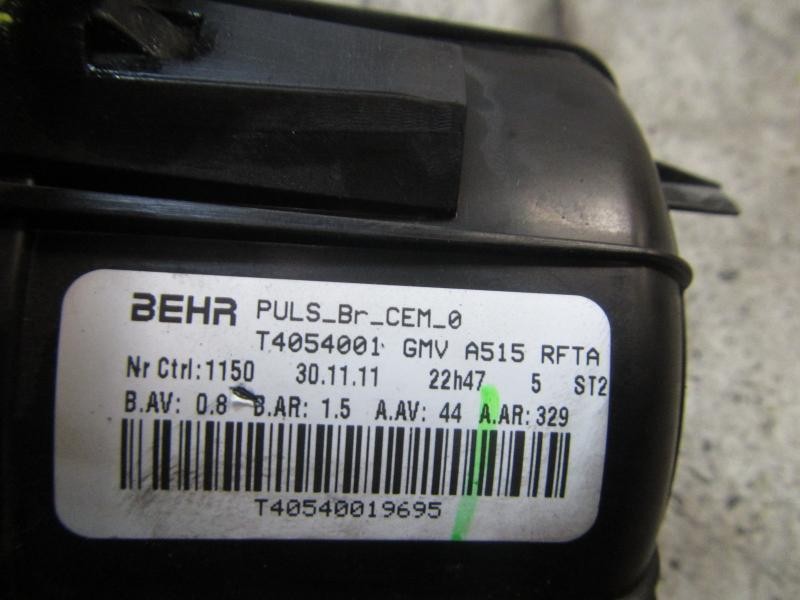 BEHR PULS_Br_CEM_0
T4054001 GMV A515 RFTA
Nr Ctrl:1150 30.11.11 22h47 5 ST2
B.AV: 0.8 B.AR: 1.5 A.AV: 44 A.AR: 329
T40540019695